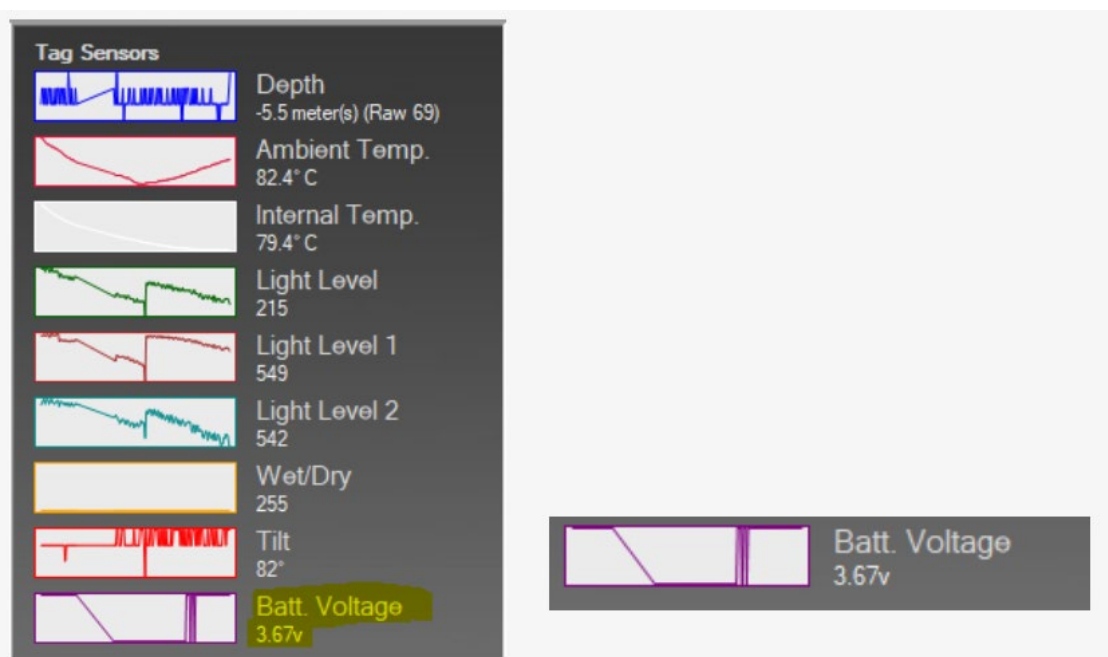 Tag Sensors
Depth
-5.5 meter(s) (Raw 69)
Ambient Temp.
82.4° C
Internal Temp.
79.4° C
Light Level
215
Light Level 1
549
Light Level 2
542
Wet/Dry
255
Tilt
82°
Batt. Voltage
3.67v
Batt. Voltage
3.67v